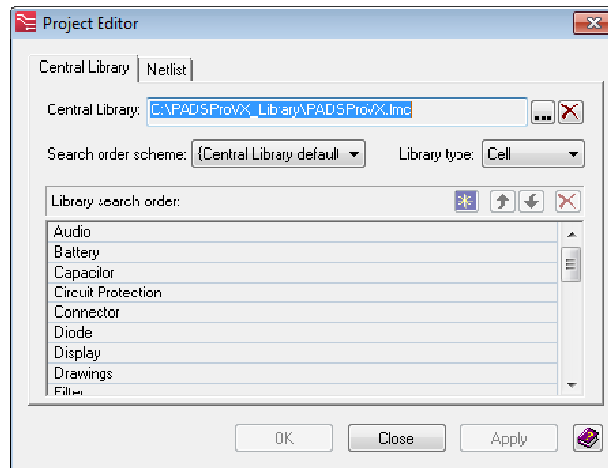 Project Editor
Central Library
Netlist
Central Library: C:\PADSProVX_Library\PADSProVX.lmc
...
Search order scheme: (Central Library default
Library type: Cell
Library search order:
Audio
Battery
Capacitor
Circuit Protection
Connector
Diode
Display
Drawings
Filter
OK
Close
Apply